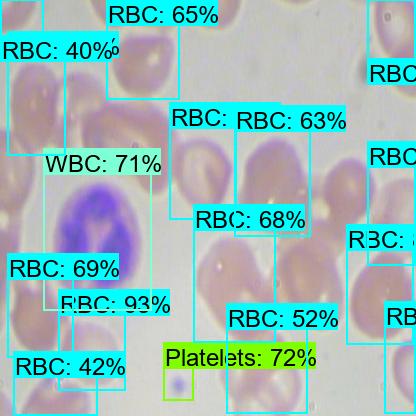 RBC: 65%
RBC: 40%
RBC
RBC:
RBC: 63%
RBC
WBC: 71%
RBC: 68%
RBC:
RBC: 69%
RBC: 93%
RBC: 52%
RB
Platelets: 72%
RBC: 42%